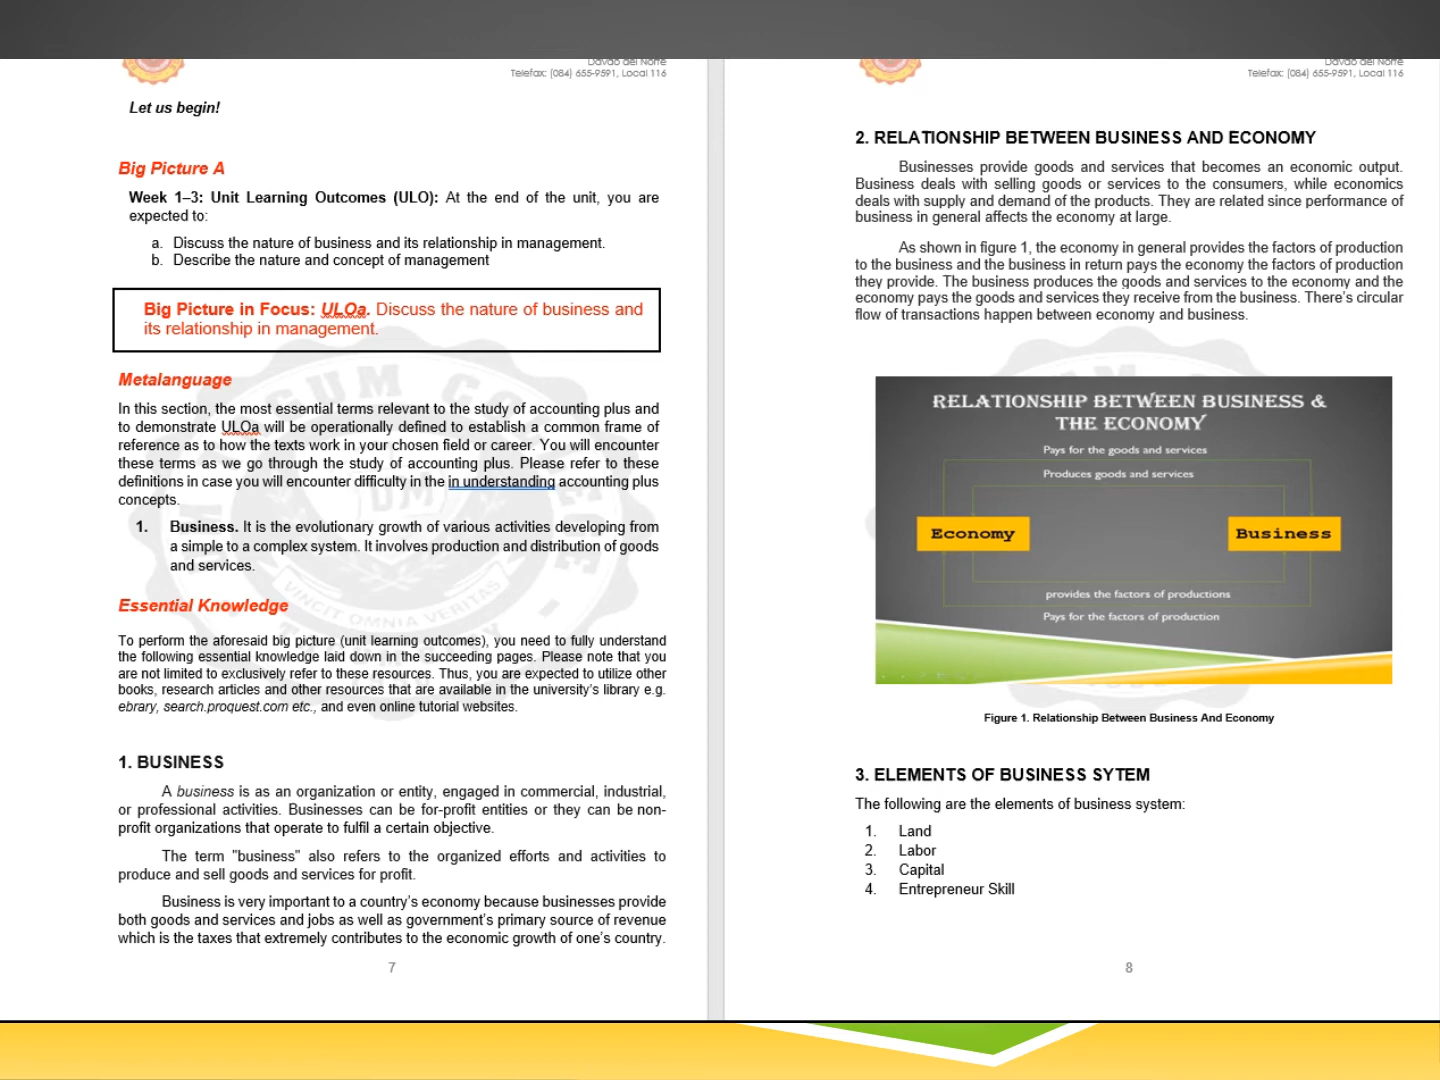 Davao del Norte
Telefax: (084) 655-9591, Local 116
Let us begin!
Big Picture A
Week 1–3: Unit Learning Outcomes (ULO): At the end of the unit, you are
expected to:
a. Discuss the nature of business and its relationship in management.
b. Describe the nature and concept of management
Big Picture in Focus: ULOa. Discuss the nature of business and
its relationship in management.
Metalanguage
In this section, the most essential terms relevant to the study of accounting plus and
to demonstrate ULOa will be operationally defined to establish a common frame of
reference as to how the texts work in your chosen field or career. You will encounter
these terms as we go through the study of accounting plus. Please refer to these
definitions in case you will encounter difficulty in the in understanding accounting plus
concepts.
1. Business. It is the evolutionary growth of various activities developing from
a simple to a complex system. It involves production and distribution of goods
and services.
Essential Knowledge
To perform the aforesaid big picture (unit learning outcomes), you need to fully understand
the following essential knowledge laid down in the succeeding pages. Please note that you
are not limited to exclusively refer to these resources. Thus, you are expected to utilize other
books, research articles and other resources that are available in the university's library e.g.
ebrary, search.proquest.com etc., and even online tutorial websites.
1. BUSINESS
A business is as an organization or entity, engaged in commercial, industrial,
or professional activities. Businesses can be for-profit entities or they can be non-
profit organizations that operate to fulfil a certain objective.
The term "business" also refers to the organized efforts and activities to
produce and sell goods and services for profit.
Business is very important to a country's economy because businesses provide
both goods and services and jobs as well as government's primary source of revenue
which is the taxes that extremely contributes to the economic growth of one's country.
7
VINCIT OMNIA VERITAS
Davao del Norte
Telefax: (084) 655-9591, Local 116
2. RELATIONSHIP BETWEEN BUSINESS AND ECONOMY
Businesses provide goods and services that becomes an economic output.
Business deals with selling goods or services to the consumers, while economics
deals with supply and demand of the products. They are related since performance of
business in general affects the economy at large.
As shown in figure 1, the economy in general provides the factors of production
to the business and the business in return pays the economy the factors of production
they provide. The business produces the goods and services to the economy and the
economy pays the goods and services they receive from the business. There's circular
flow of transactions happen between economy and business.
RELATIONSHIP BETWEEN BUSINESS &
THE ECONOMY
Pays for the goods and services
Produces goods and services
Economy
Business
provides the factors of productions
Pays for the factors of production
Figure 1. Relationship Between Business And Economy
3. ELEMENTS OF BUSINESS SYTEM
The following are the elements of business system:
1. Land
2. Labor
3. Capital
4. Entrepreneur Skill
8